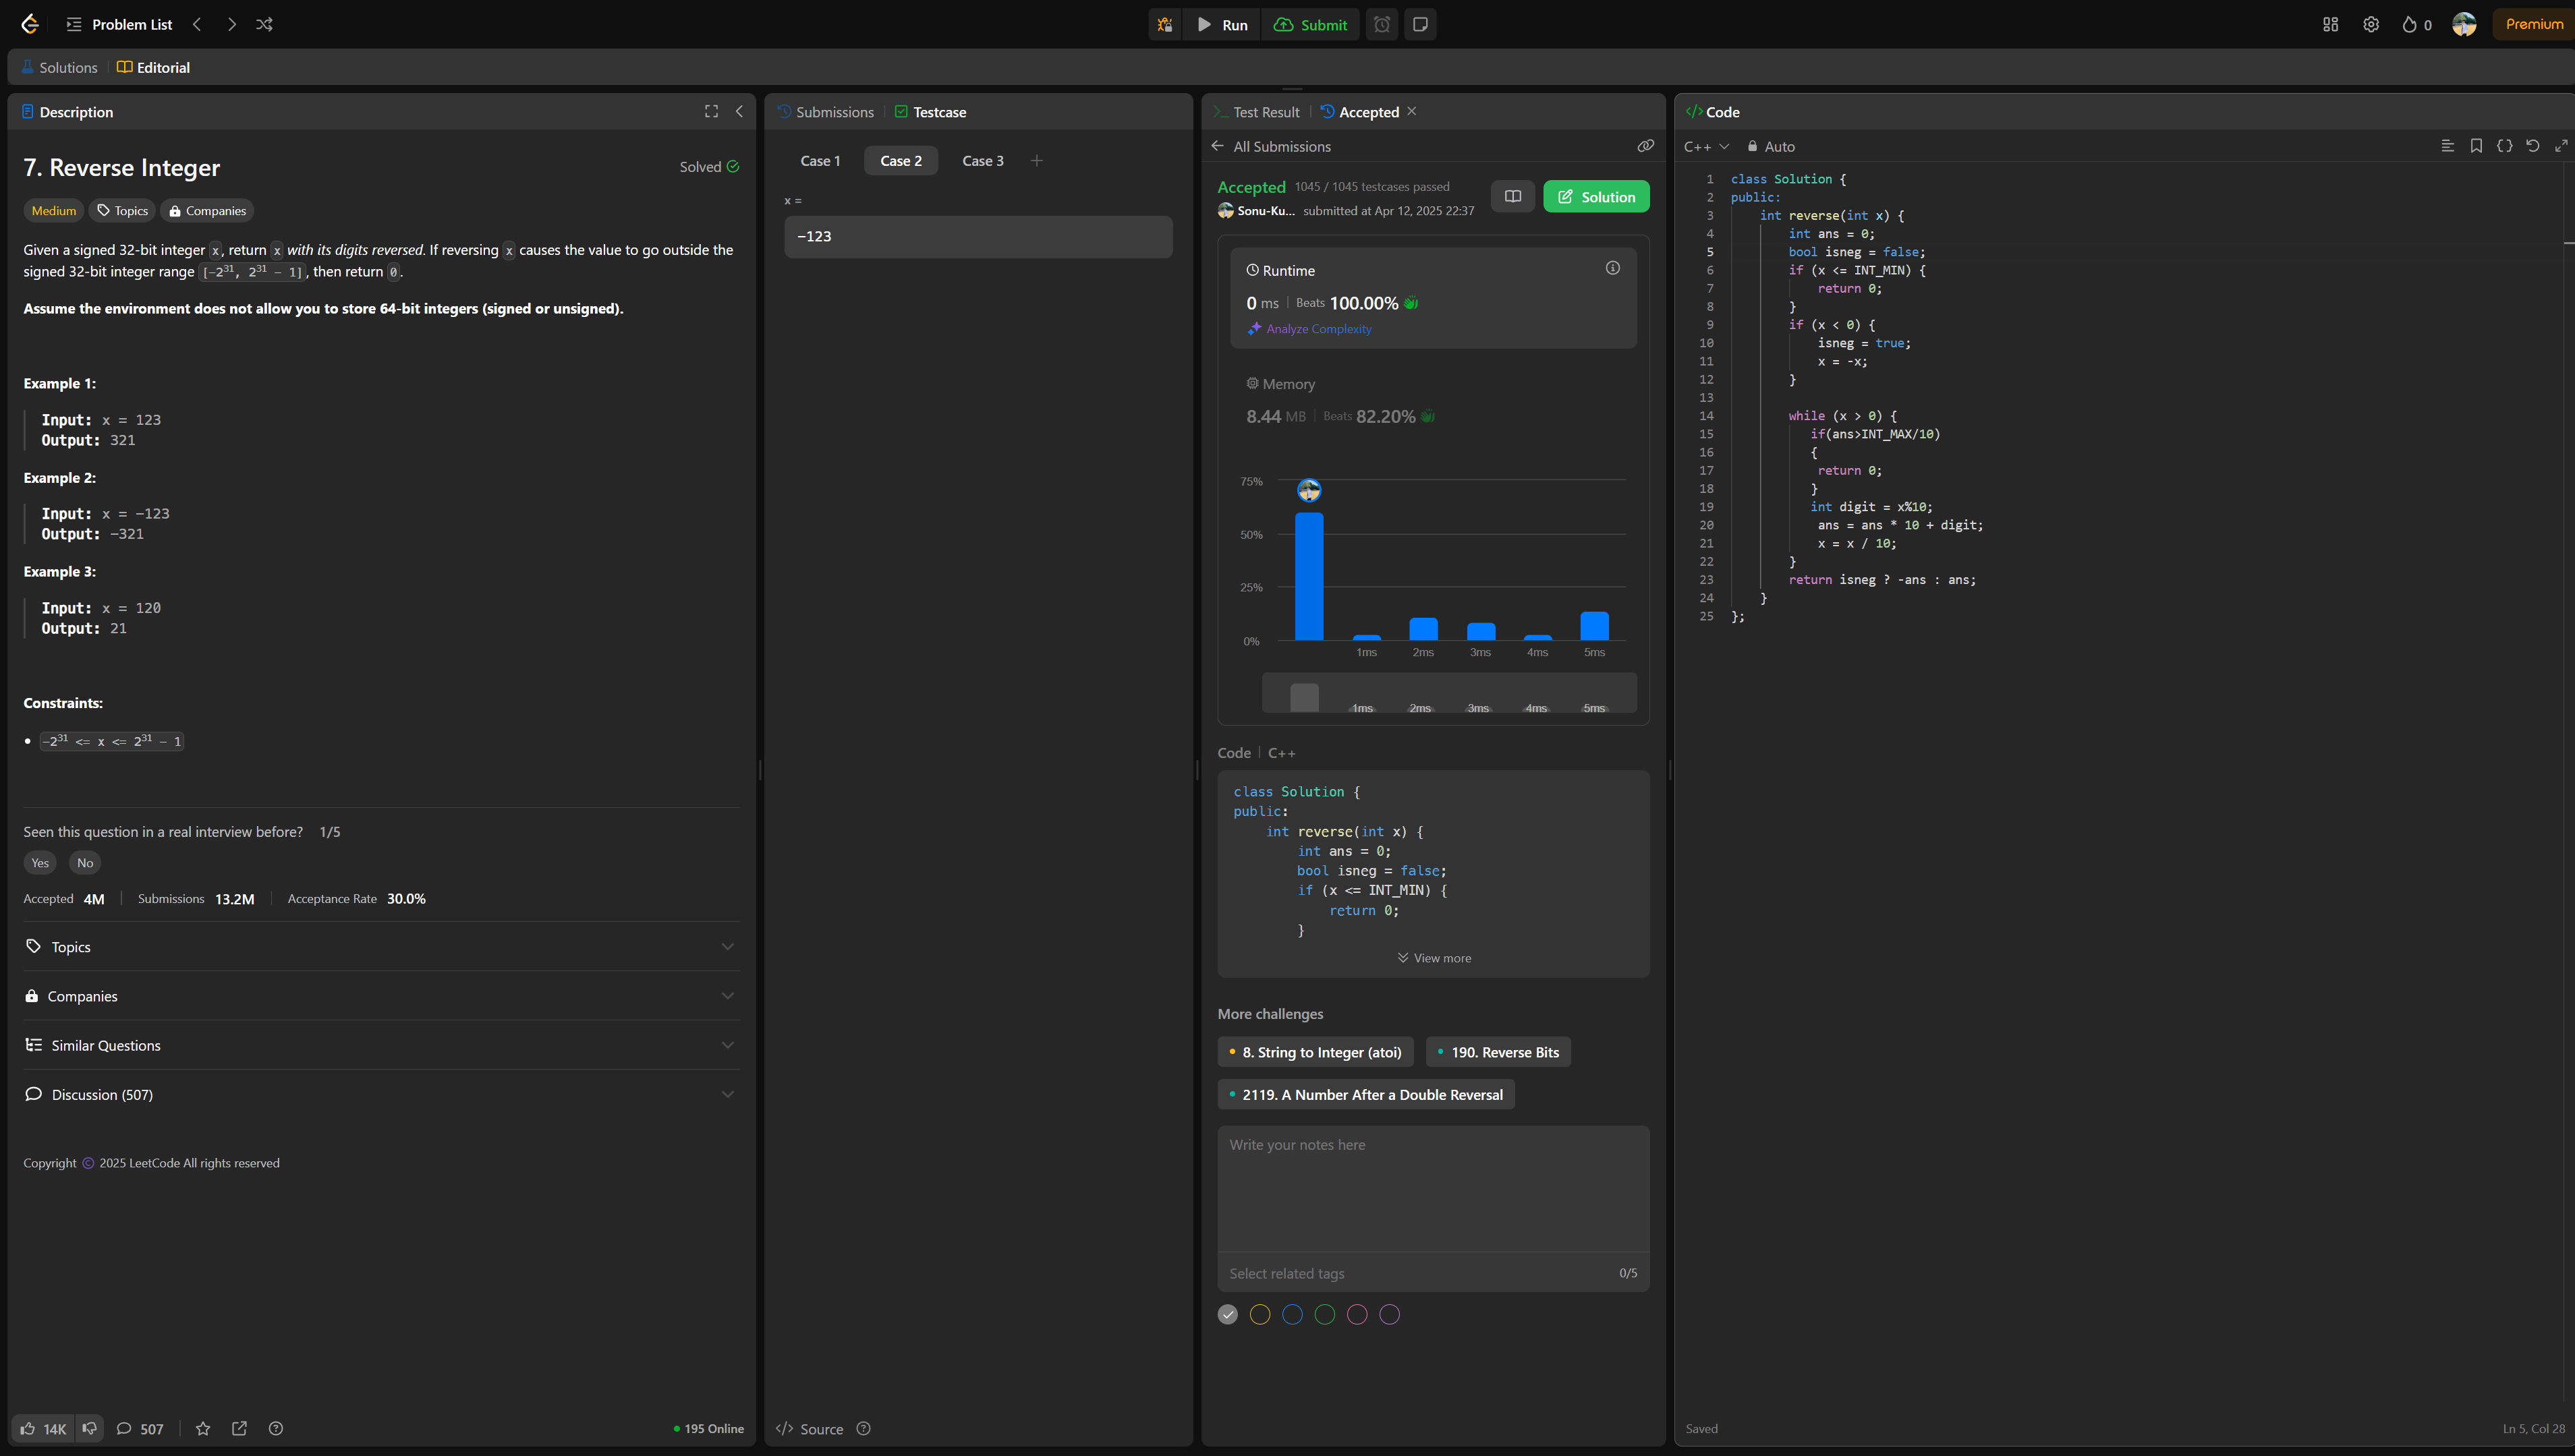 Problem List
Run
Submit
0
Premium
Solutions
Editorial
Description
7. Reverse Integer
Solved
Medium
Topics
Companies
Given a signed 32-bit integer x, return x with its digits reversed. If reversing x causes the value to go outside the
signed 32-bit integer range [-2³¹, 2³¹ - 1], then return 0.
Assume the environment does not allow you to store 64-bit integers (signed or unsigned).
Example 1:
Input: x = 123
Output: 321
Example 2:
Input: x = -123
Output: -321
Example 3:
Input: x = 120
Output: 21
Constraints:
-2³¹ <= x <= 2³¹ - 1
Seen this question in a real interview before? 1/5
Yes
No
Accepted 4M Submissions 13.2M Acceptance Rate 30.0%
Topics
Companies
Similar Questions
Discussion (507)
Copyright © 2025 LeetCode All rights reserved
14K
507
195 Online
Submissions
Testcase
Case 1
Case 2
Case 3
x =
-123
</> Source
Test Result
Accepted
All Submissions
Accepted 1045 / 1045 testcases passed
Sonu-Ku... submitted at Apr 12, 2025 22:37
Solution
Runtime
0 ms Beats 100.00%
Analyze Complexity
Memory
8.44 MB Beats 82.20%
75%
50%
25%
0%
1ms 2ms 3ms 4ms 5ms
1ms 2ms 3ms 4ms 5ms
Code C++
class Solution {
public:
int reverse(int x) {
int ans = 0;
bool isneg = false;
if (x <= INT_MIN) {
return 0;
}
View more
More challenges
8. String to Integer (atoi)
190. Reverse Bits
2119. A Number After a Double Reversal
Write your notes here
Select related tags
0/5
</> Code
C++
Auto
1 class Solution {
2 public:
3 int reverse(int x) {
4 int ans = 0;
5 bool isneg = false;
6 if (x <= INT_MIN) {
7 return 0;
8 }
9 if (x < 0) {
10 isneg = true;
11 x = -x;
12 }
13
14 while (x > 0) {
15 if(ans>INT_MAX/10)
16 {
17 return 0;
18 }
19 int digit = x%10;
20 ans = ans * 10 + digit;
21 x = x / 10;
22 }
23 return isneg ? -ans : ans;
24 }
25 };
Saved
Ln 5, Col 28